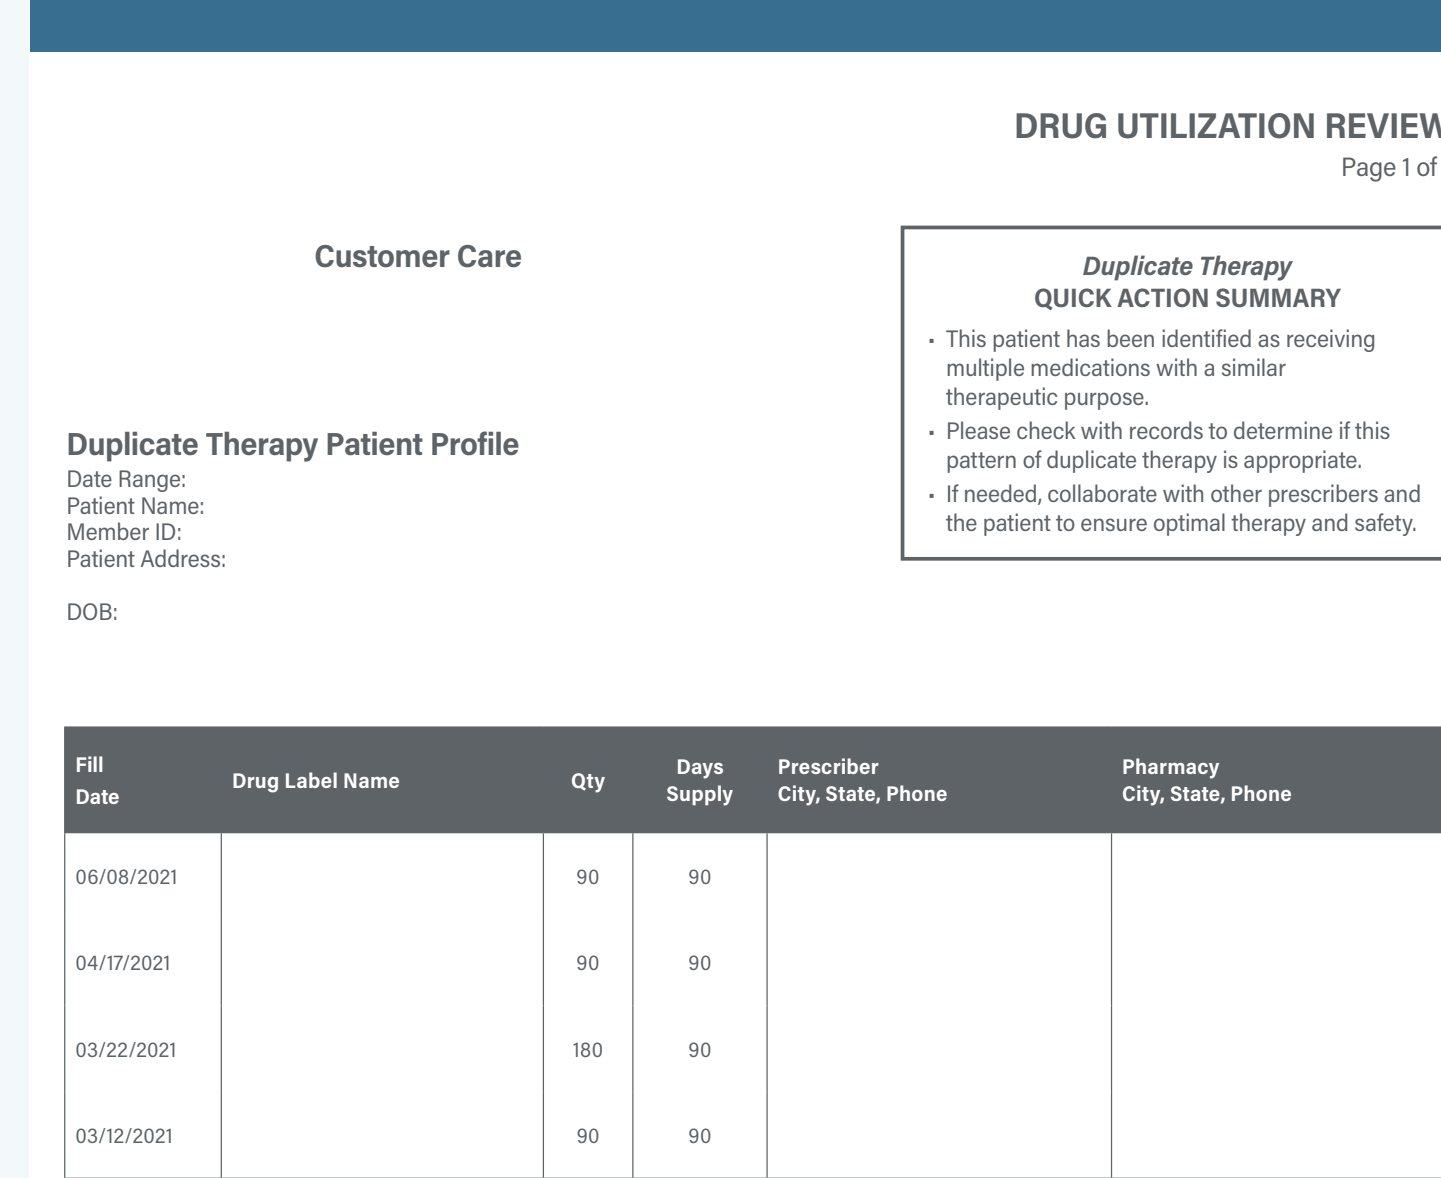 DRUG UTILIZATION REVIEW
Page 1 of
Customer Care
Duplicate Therapy
QUICK ACTION SUMMARY
▪ This patient has been identified as receiving
multiple medications with a similar
therapeutic purpose.
▪ Please check with records to determine if this
pattern of duplicate therapy is appropriate.
▪ If needed, collaborate with other prescribers and
the patient to ensure optimal therapy and safety.
Duplicate Therapy Patient Profile
Date Range:
Patient Name:
Member ID:
Patient Address:
DOB:
Fill Date Drug Label Name Qty Days Supply Prescriber City, State, Phone Pharmacy City, State, Phone
06/08/2021 90 90
04/17/2021 90 90
03/22/2021 180 90
03/12/2021 90 90